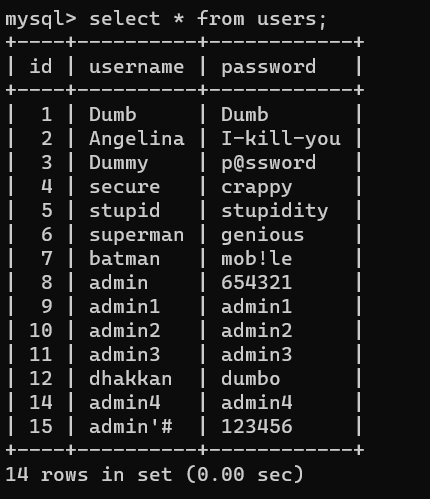 mysql> select * from users;
+----+----------+------------+
| id | username | password   |
+----+----------+------------+
|  1 | Dumb     | Dumb       |
|  2 | Angelina | I-kill-you |
|  3 | Dummy    | p@ssword   |
|  4 | secure   | crappy     |
|  5 | stupid   | stupidity  |
|  6 | superman | genious    |
|  7 | batman   | mob!le     |
|  8 | admin    | 654321     |
|  9 | admin1   | admin1     |
| 10 | admin2   | admin2     |
| 11 | admin3   | admin3     |
| 12 | dhakkan  | dumbo      |
| 14 | admin4   | admin4     |
| 15 | admin'#  | 123456     |
+----+----------+------------+
14 rows in set (0.00 sec)